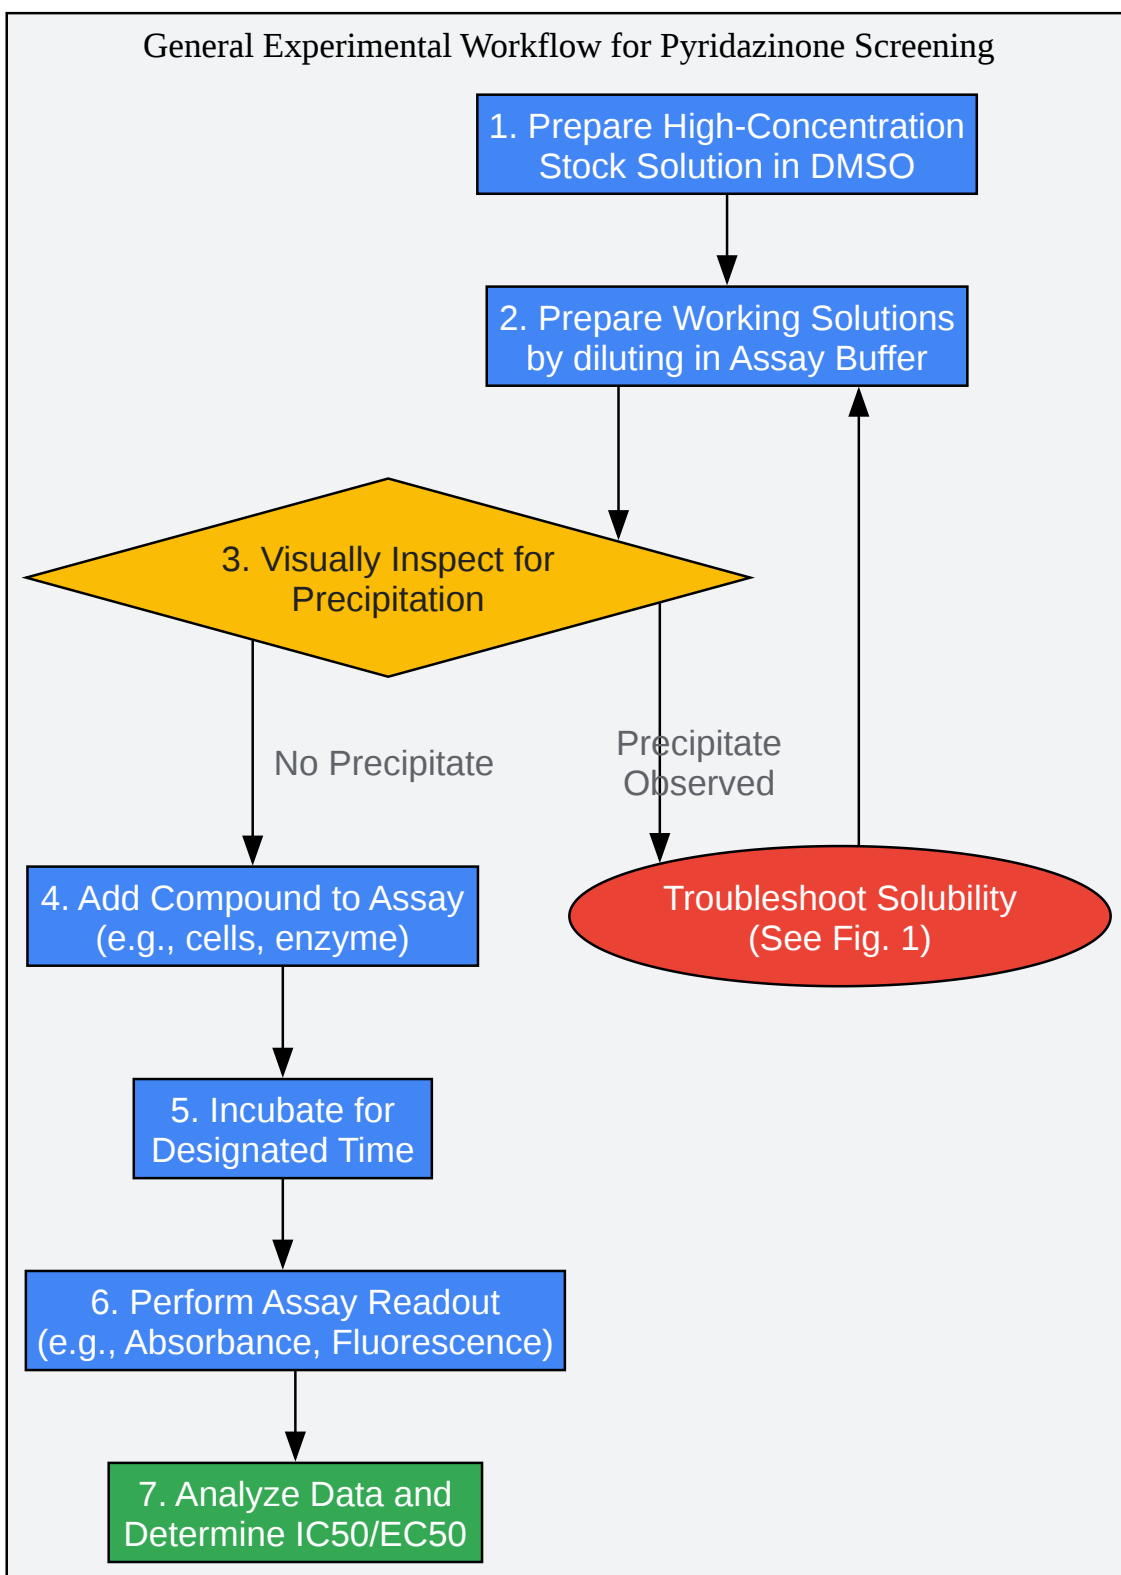 General Experimental Workflow for Pyridazinone Screening
1. Prepare High-Concentration
Stock Solution in DMSO
2. Prepare Working Solutions
by diluting in Assay Buffer
3. Visually Inspect for
Precipitation
No Precipitate
Precipitate
Observed
4. Add Compound to Assay
(e.g., cells, enzyme)
Troubleshoot Solubility
(See Fig. 1)
5. Incubate for
Designated Time
6. Perform Assay Readout
(e.g., Absorbance, Fluorescence)
7. Analyze Data and
Determine IC50/EC50